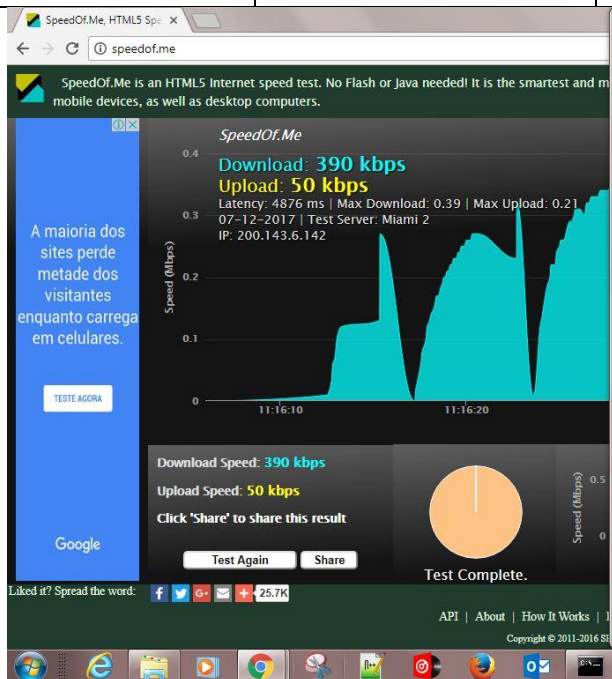 SpeedOf.Me, HTML5 Spe
speedof.me
SpeedOf.Me is an HTML5 Internet speed test. No Flash or Java needed! It is the smartest and m
mobile devices, as well as desktop computers.
A maioria dos
sites perde
metade dos
visitantes
enquanto carrega
em celulares.
TESTE AGORA
Google
SpeedOf.Me
Download: 390 kbps
Upload: 50 kbps
Latency: 4876 ms | Max Download: 0.39 | Max Upload: 0.21
07-12-2017 | Test Server: Miami 2
IP: 200.143.6.142
Speed (Mbps)
0.4
0.3
0.2
0.1
0
11:16:10 11:16:20
Download Speed: 390 kbps
Upload Speed: 50 kbps
Click 'Share' to share this result
Test Again Share
Test Complete.
Speed (Mbps)
0.5
0
Liked it? Spread the word:
25.7K
API | About | How It Works |
Copyright © 2011-2016